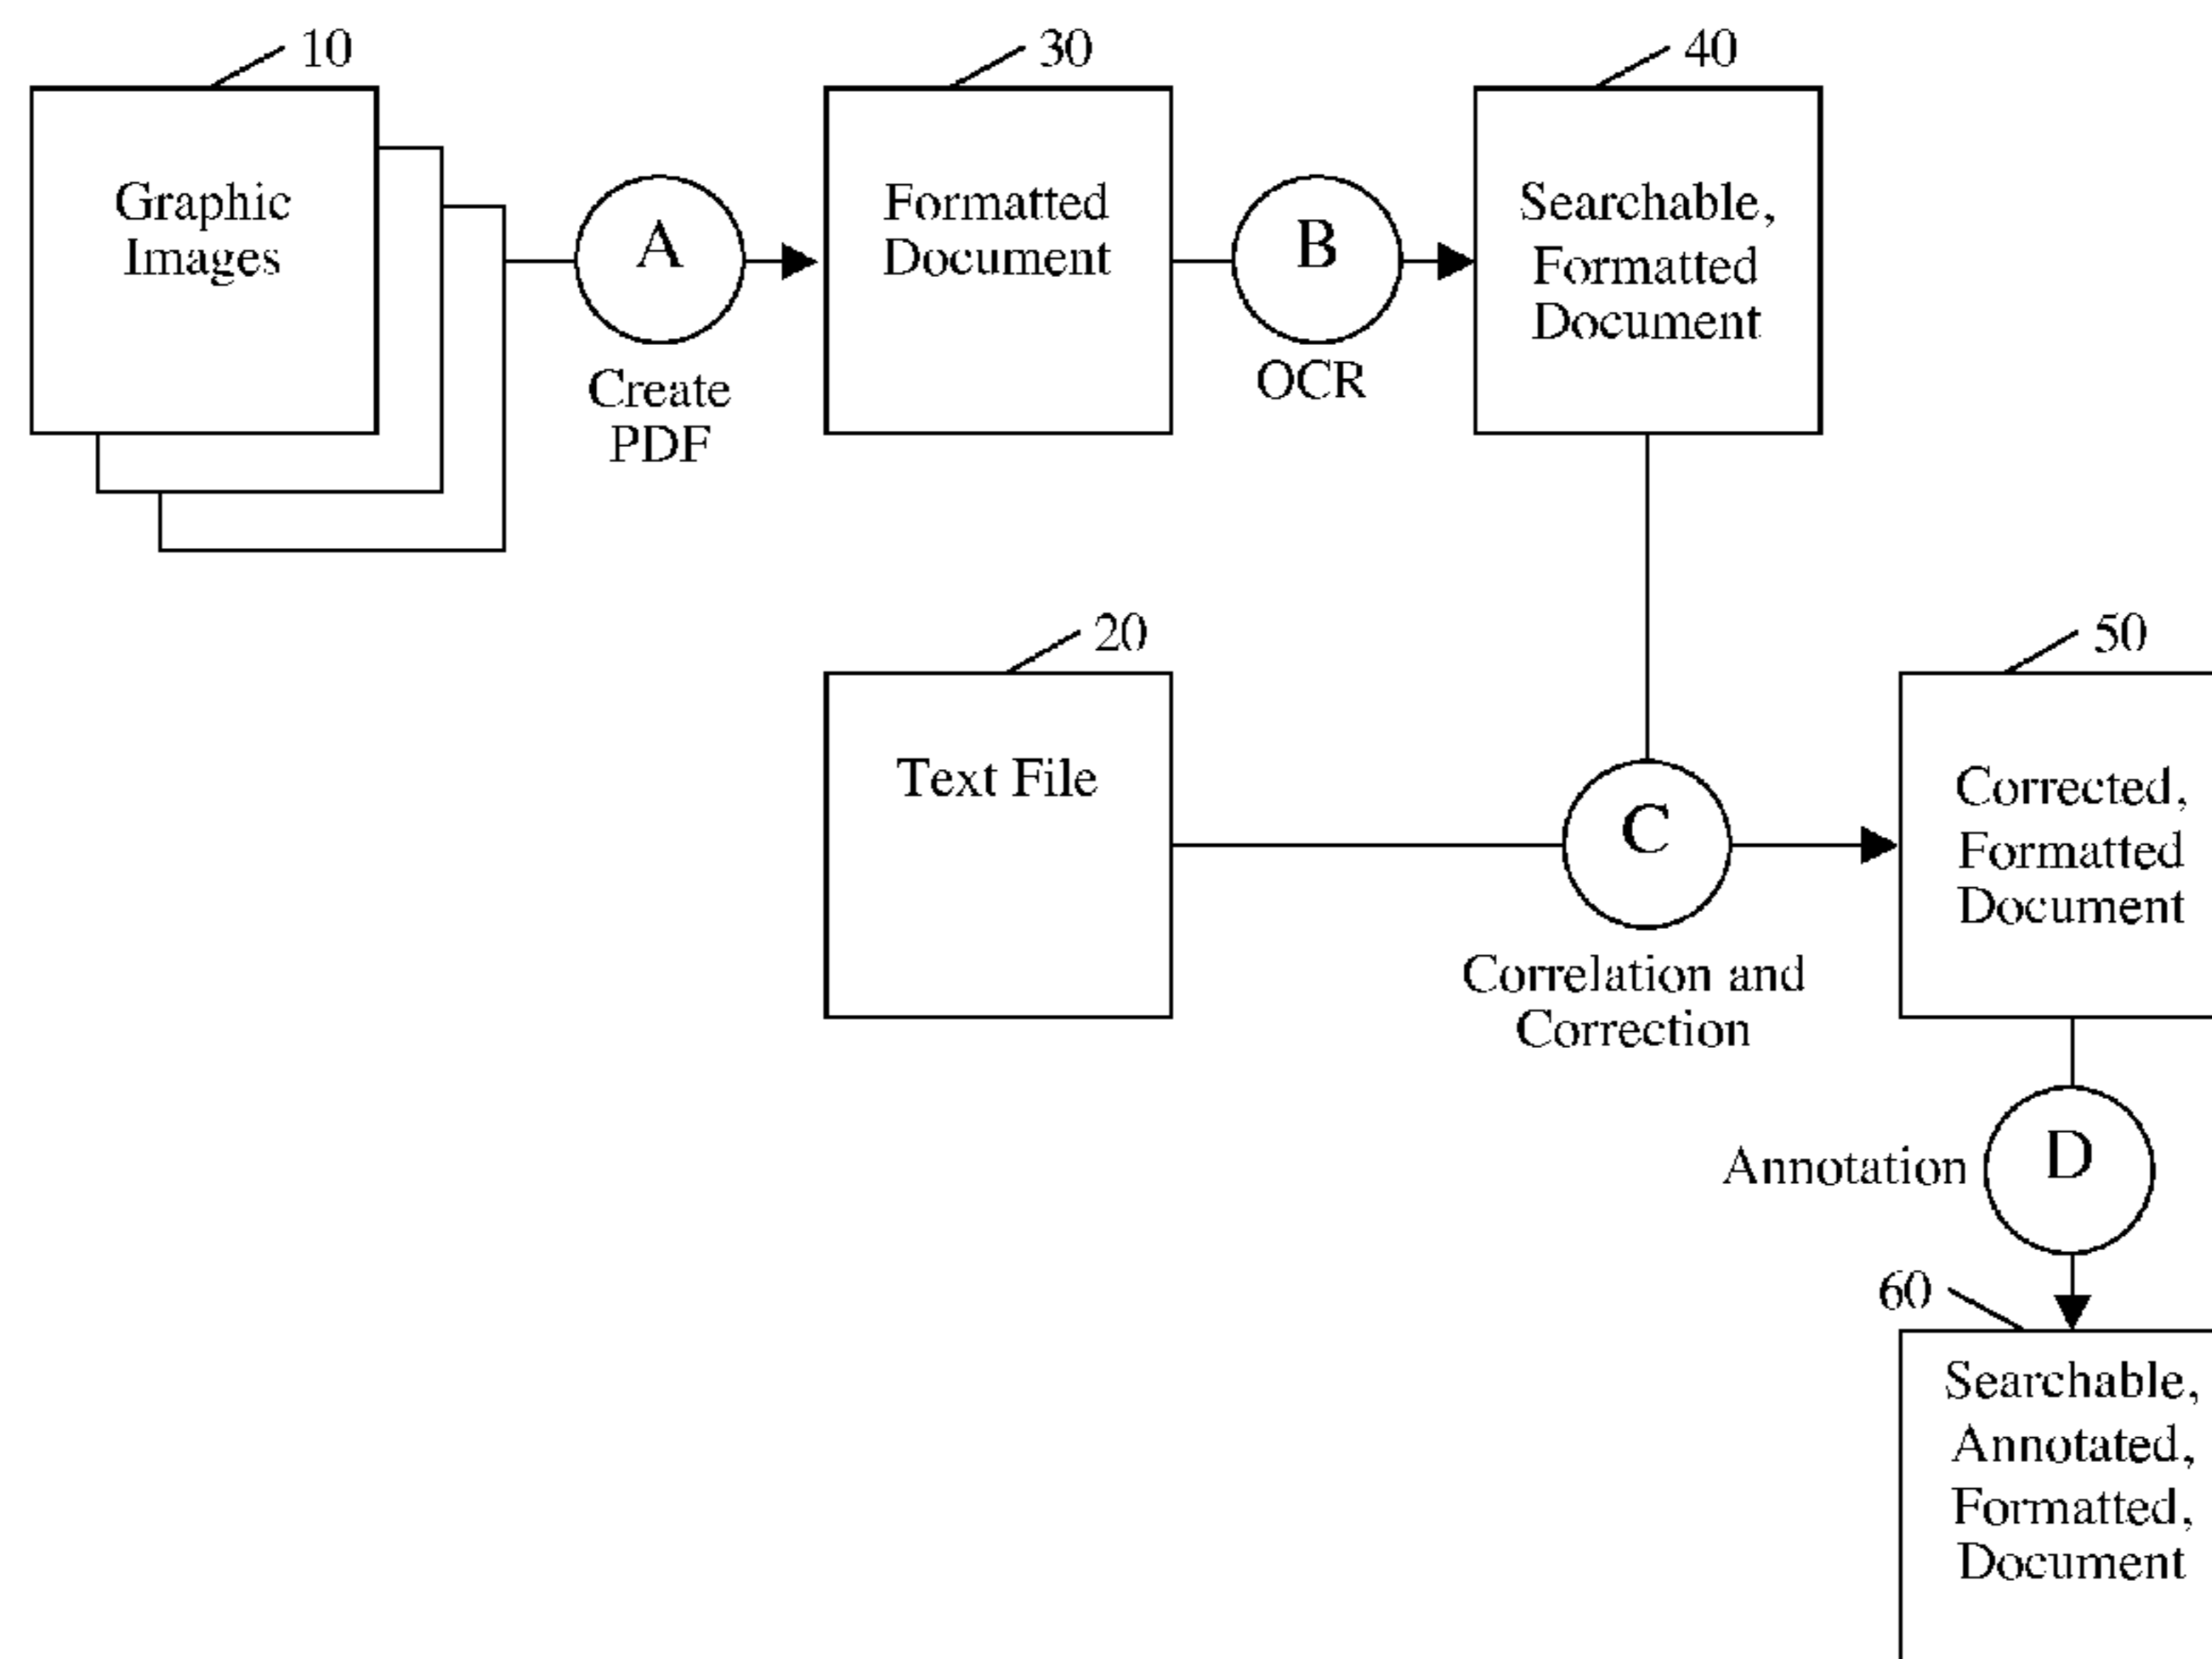 10
Graphic
Images
A
Create
PDF
30
Formatted
Document
B
OCR
40
Searchable,
Formatted
Document
20
Text File
C
Correlation and
Correction
50
Corrected,
Formatted
Document
Annotation
D
60
Searchable,
Annotated,
Formatted,
Document